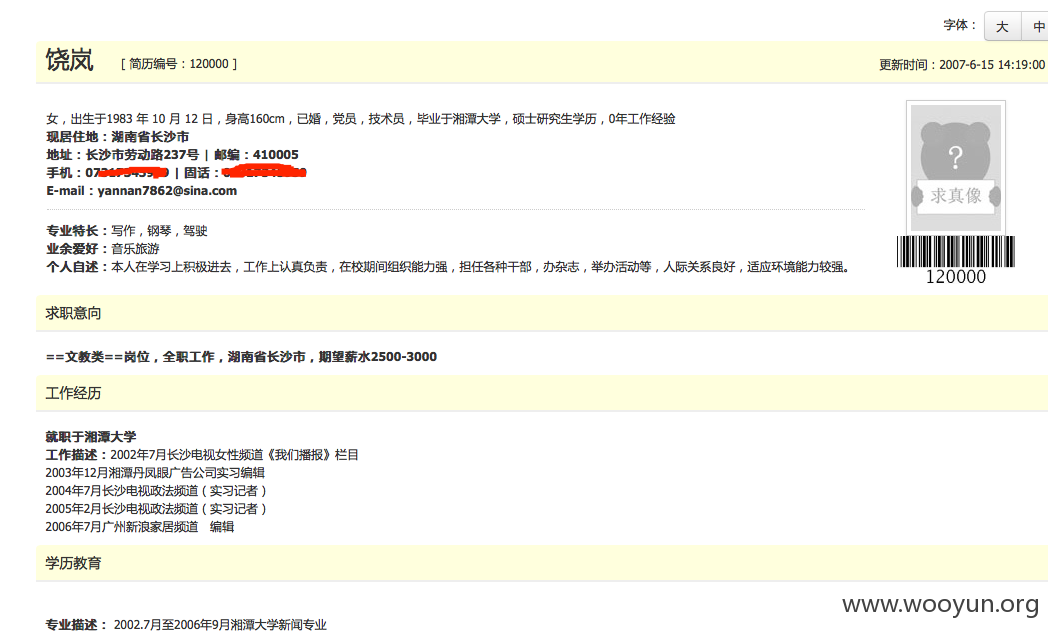 字体： 大 中
饶岚 [ 简历编号：120000 ] 更新时间：2007-6-15 14:19:00
女，出生于1983 年 10 月 12 日，身高160cm，已婚，党员，技术员，毕业于湘潭大学，硕士研究生学历，0年工作经验
现居住地：湖南省长沙市
地址：长沙市劳动路237号 | 邮编：410005
手机： | 固话：
E-mail：yannan7862@sina.com
?
求真像
120000
专业特长：写作，钢琴，驾驶
业余爱好：音乐旅游
个人自述：本人在学习上积极进去，工作上认真负责，在校期间组织能力强，担任各种干部，办杂志，举办活动等，人际关系良好，适应环境能力较强。
求职意向
==文教类==岗位，全职工作，湖南省长沙市，期望薪水2500-3000
工作经历
就职于湘潭大学
工作描述：2002年7月长沙电视女性频道《我们播报》栏目
2003年12月湘潭丹凤眼广告公司实习编辑
2004年7月长沙电视政法频道（实习记者）
2005年2月长沙电视政法频道（实习记者）
2006年7月广州新浪家居频道 编辑
学历教育
www.wooyun.org
专业描述： 2002.7月至2006年9月湘潭大学新闻专业